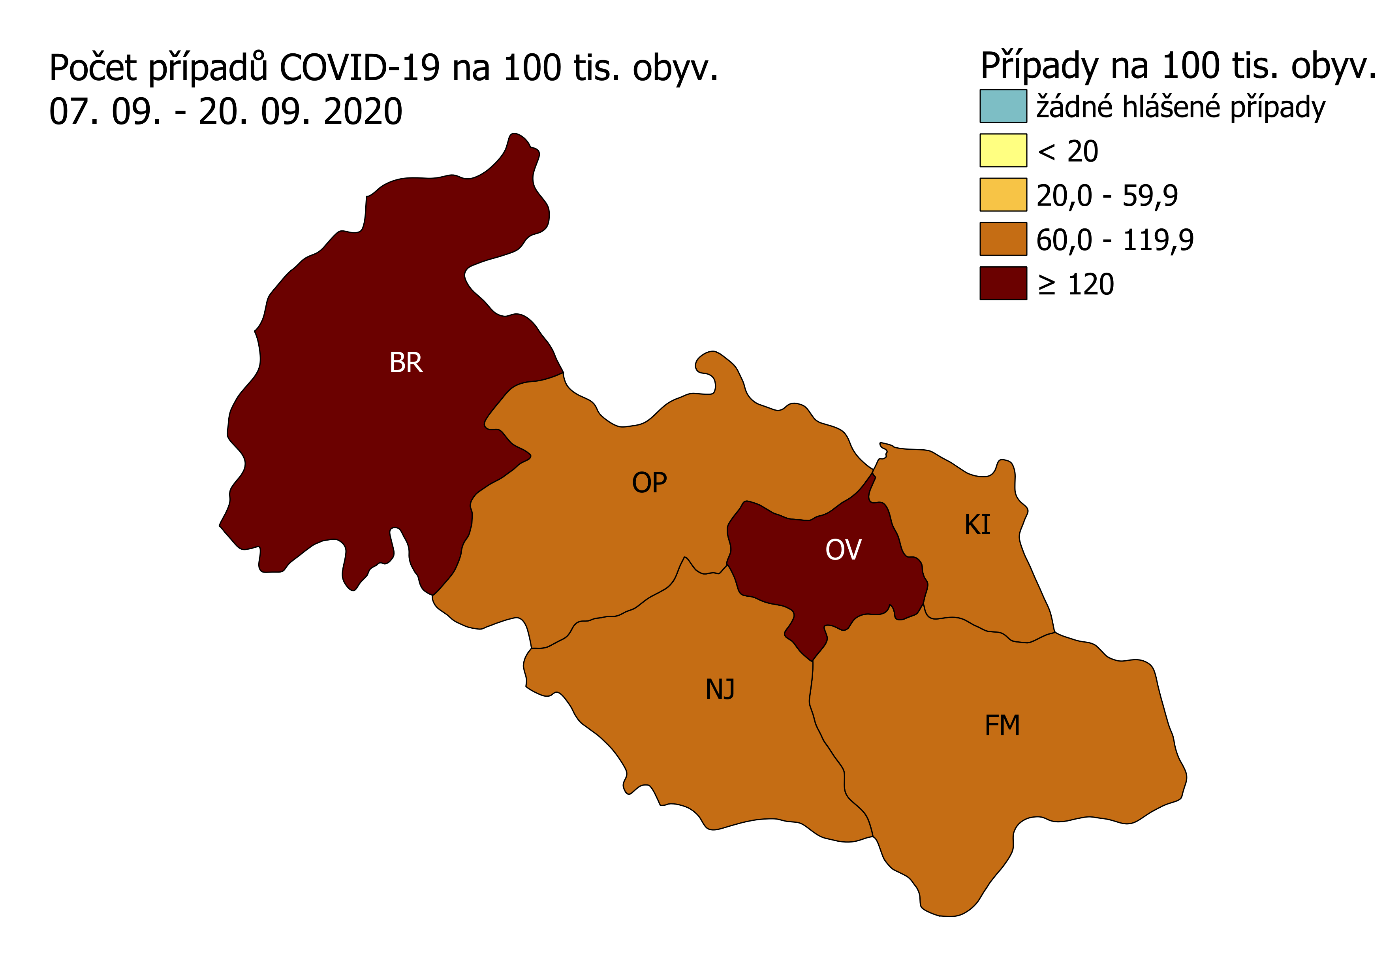 Počet případů COVID-19 na 100 tis. obyv.
07. 09. - 20. 09. 2020
Případy na 100 tis. obyv.
žádné hlášené případy
< 20
20,0 - 59,9
60,0 - 119,9
≥ 120
BR
OP
KI
OV
NJ
FM